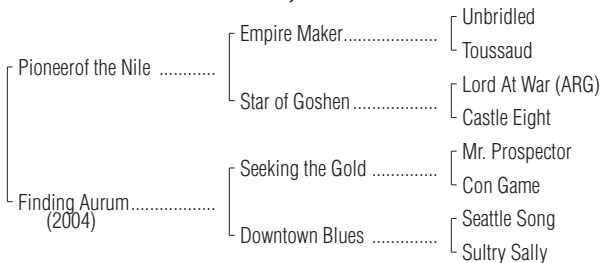 Unbridled
Empire Maker....................
Toussaud
Pioneerof the Nile ............
Lord At War (ARG)
Star of Goshen..................
Castle Eight
Mr. Prospector
Seeking the Gold ..............
Con Game
Finding Aurum..................
(2004)
Seattle Song
Downtown Blues ..............
Sultry Sally